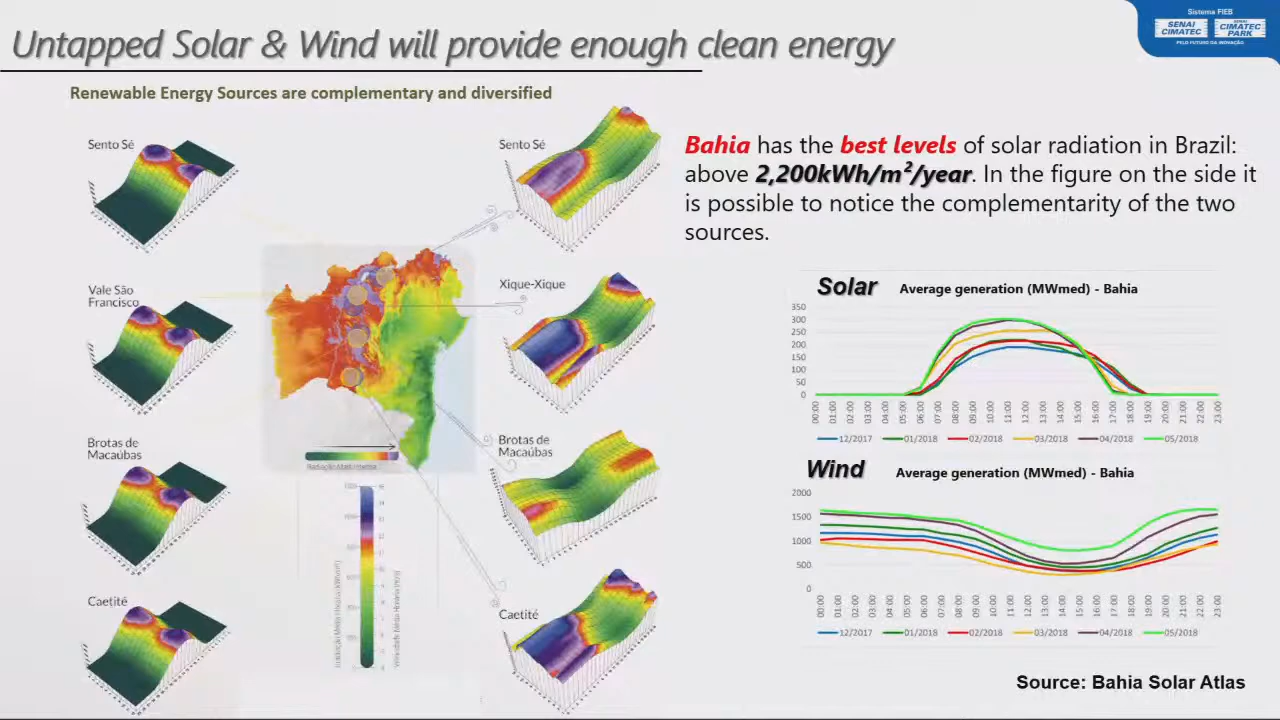 Untapped Solar & Wind will provide enough clean energy
Sistema FIEB
SENAI
CIMATEC
SENAI
CIMATEC
PARK
PELO FUTURO DA INOVAÇÃO
Renewable Energy Sources are complementary and diversified
Sento Sé
Vale São
Francisco
Brotas de
Macaúbas
Caetité
Sento Sé
Xique-Xique
Brotas de
Macaúbas
Caetité
Bahia has the best levels of solar radiation in Brazil:
above 2,200kWh/m²/year. In the figure on the side it
is possible to notice the complementarity of the two
sources.
Solar
Average generation (MWmed) - Bahia
350
300
250
200
150
100
50
0
00:00 01:00 02:00 03:00 04:00 05:00 06:00 07:00 08:00 09:00 10:00 11:00 12:00 13:00 14:00 15:00 16:00 17:00 18:00 19:00 20:00 21:00 22:00 23:00
12/2017 01/2018 02/2018 03/2018 04/2018 05/2018
Wind
Average generation (MWmed) - Bahia
2000
1500
1000
500
0
00:00 01:00 02:00 03:00 04:00 05:00 06:00 07:00 08:00 09:00 10:00 11:00 12:00 13:00 14:00 15:00 16:00 17:00 18:00 19:00 20:00 21:00 22:00 23:00
12/2017 01/2018 02/2018 03/2018 04/2018 05/2018
Source: Bahia Solar Atlas